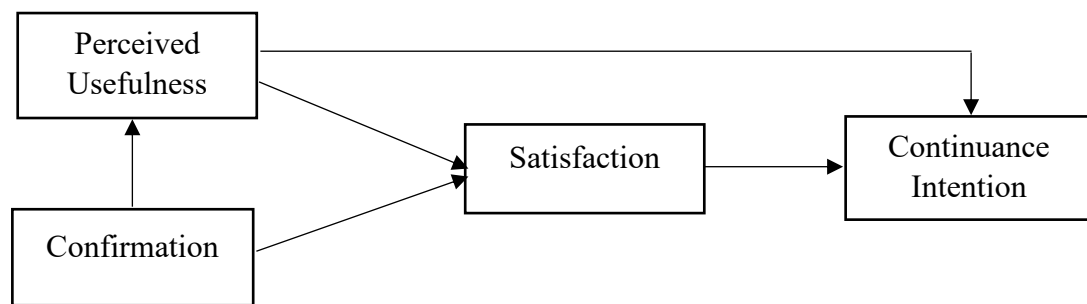 Perceived
Usefulness
Satisfaction
Continuance
Intention
Confirmation